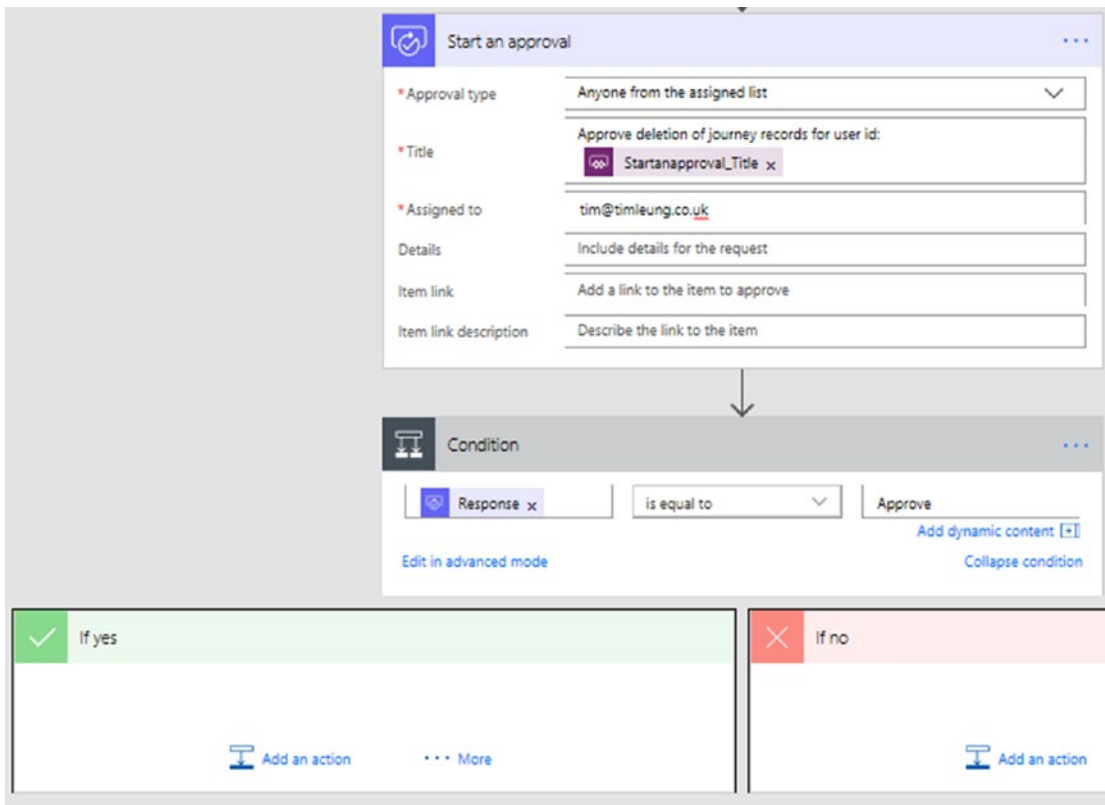 Start an approval
* Approval type
Anyone from the assigned list
* Title
Approve deletion of journey records for user id:
Startanapproval_Title x
* Assigned to
tim@timleung.co.uk
Details
Include details for the request
Item link
Add a link to the item to approve
Item link description
Describe the link to the item
Condition
Response x
is equal to
Approve
Add dynamic content
Edit in advanced mode
Collapse condition
If yes
If no
Add an action
More
Add an action